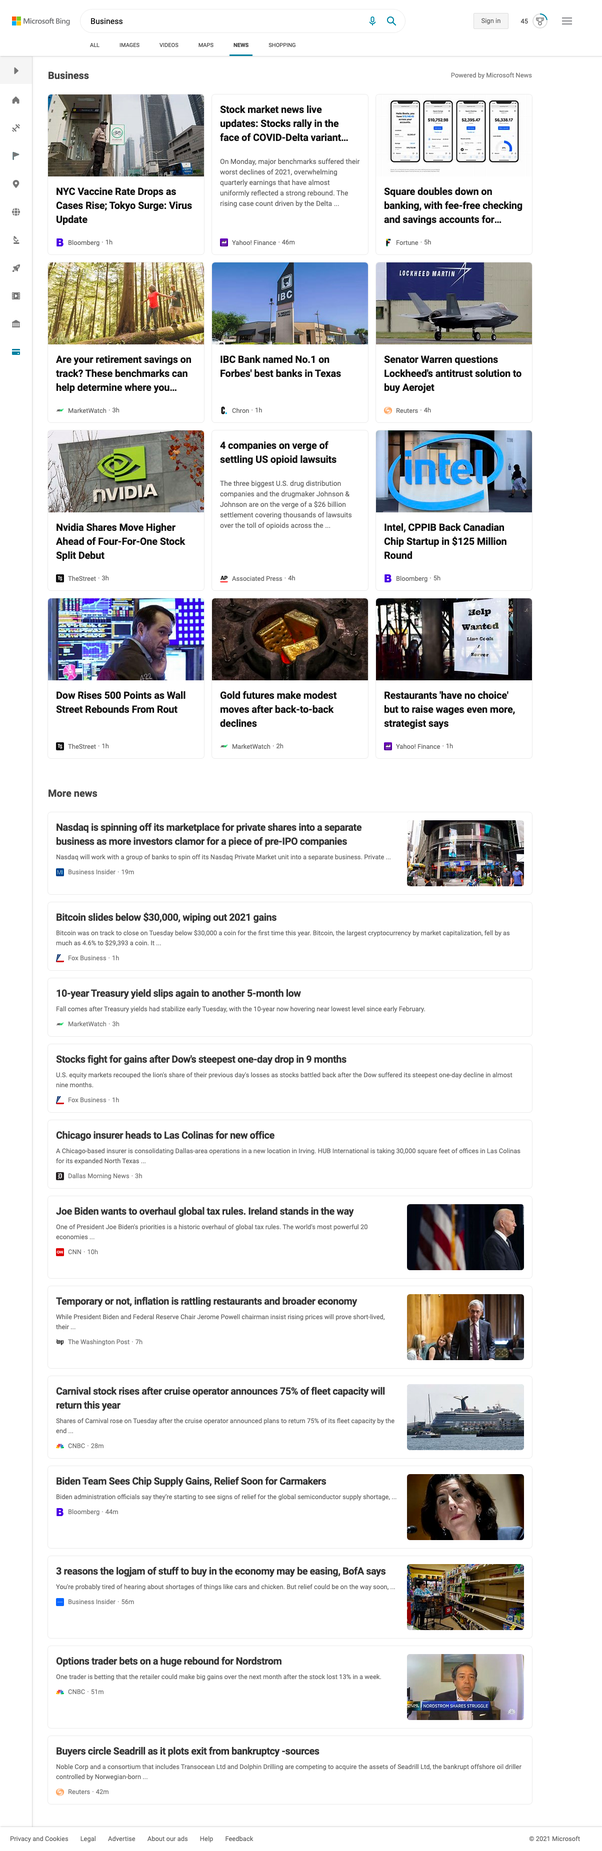 Microsoft Bing
Business
Sign in
45
ALL
IMAGES
VIDEOS
MAPS
NEWS
SHOPPING
Business
Powered by Microsoft News
NYC Vaccine Rate Drops as
Cases Rise; Tokyo Surge: Virus
Update
Bloomberg · 1h
Stock market news live
updates: Stocks rally in the
face of COVID-Delta variant...
On Monday, major benchmarks suffered their
worst declines of 2021, overwhelming
quarterly earnings that have almost
uniformly reflected a strong rebound. The
rising case count driven by the Delta ...
Yahoo! Finance · 46m
$10,752.98
$2,395.47
$6,338.17
Square doubles down on
banking, with fee-free checking
and savings accounts for...
Fortune · 5h
Are your retirement savings on
track? These benchmarks can
help determine where you...
MarketWatch · 3h
IBC
IBC Bank named No.1 on
Forbes' best banks in Texas
Chron · 1h
LOCKHEED MARTIN
Senator Warren questions
Lockheed's antitrust solution to
buy Aerojet
Reuters · 4h
NVIDIA
Nvidia Shares Move Higher
Ahead of Four-For-One Stock
Split Debut
TheStreet · 3h
4 companies on verge of
settling US opioid lawsuits
The three biggest U.S. drug distribution
companies and the drugmaker Johnson &
Johnson are on the verge of a $26 billion
settlement covering thousands of lawsuits
over the toll of opioids across the ...
AP Associated Press · 4h
intel
Intel, CPPIB Back Canadian
Chip Startup in $125 Million
Round
Bloomberg · 5h
Dow Rises 500 Points as Wall
Street Rebounds From Rout
TheStreet · 1h
Gold futures make modest
moves after back-to-back
declines
MarketWatch · 2h
Help
Wanted
Line Cook
Restaurants 'have no choice'
but to raise wages even more,
strategist says
Yahoo! Finance · 1h
More news
Nasdaq is spinning off its marketplace for private shares into a separate
business as more investors clamor for a piece of pre-IPO companies
Nasdaq will work with a group of banks to spin off its Nasdaq Private Market unit into a separate business. Private ...
Business Insider · 19m
Bitcoin slides below $30,000, wiping out 2021 gains
Bitcoin was on track to close on Tuesday below $30,000 a coin for the first time this year. Bitcoin, the largest cryptocurrency by market capitalization, fell by as
much as 4.6% to $29,393 a coin. It ...
Fox Business · 1h
10-year Treasury yield slips again to another 5-month low
Fall comes after Treasury yields had stabilize early Tuesday, with the 10-year now hovering near lowest level since early February.
MarketWatch · 3h
Stocks fight for gains after Dow's steepest one-day drop in 9 months
U.S. equity markets recouped the lion's share of their previous day's losses as stocks battled back after the Dow suffered its steepest one-day decline in almost
nine months.
Fox Business · 1h
Chicago insurer heads to Las Colinas for new office
A Chicago-based insurer is consolidating Dallas-area operations in a new location in Irving. HUB International is taking 30,000 square feet of offices in Las Colinas
for its expanded North Texas ...
Dallas Morning News · 3h
Joe Biden wants to overhaul global tax rules. Ireland stands in the way
One of President Joe Biden's priorities is a historic overhaul of global tax rules. The world's most powerful 20
economies ...
CNN · 10h
Temporary or not, inflation is rattling restaurants and broader economy
While President Biden and Federal Reserve Chair Jerome Powell chairman insist rising prices will prove short-lived,
their ...
The Washington Post · 7h
Carnival stock rises after cruise operator announces 75% of fleet capacity will
return this year
Shares of Carnival rose on Tuesday after the cruise operator announced plans to return 75% of its fleet capacity by the
end ...
CNBC · 28m
Biden Team Sees Chip Supply Gains, Relief Soon for Carmakers
Biden administration officials say they're starting to see signs of relief for the global semiconductor supply shortage, ...
Bloomberg · 44m
3 reasons the logjam of stuff to buy in the economy may be easing, BofA says
You're probably tired of hearing about shortages of things like cars and chicken. But relief could be on the way soon, ...
Business Insider · 56m
Options trader bets on a huge rebound for Nordstrom
One trader is betting that the retailer could make big gains over the next month after the stock lost 13% in a week.
CNBC · 51m
NORDSTROM SHARES STRUGGLE
Buyers circle Seadrill as it plots exit from bankruptcy -sources
Noble Corp and a consortium that includes Transocean Ltd and Dolphin Drilling are competing to acquire the assets of Seadrill Ltd, the bankrupt offshore oil driller
controlled by Norwegian-born ...
Reuters · 42m
Privacy and Cookies
Legal
Advertise
About our ads
Help
Feedback
© 2021 Microsoft